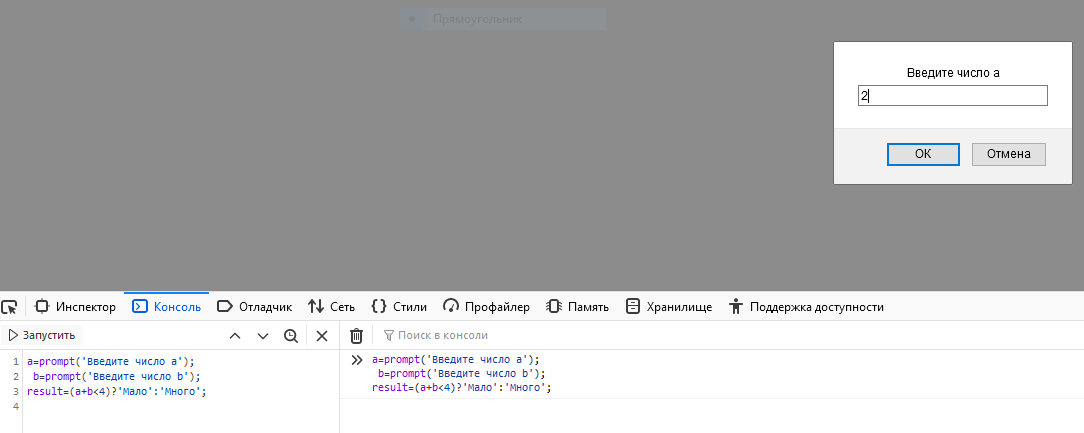 Прямоугольник
Введите число a
2
ОК Отмена
Инспектор Консоль Отладчик Сеть Стили Профайлер Память Хранилище Поддержка доступности
Запустить
Поиск в консоли
1 a=prompt('Введите число a');
2 b=prompt('Введите число b');
3 result=(a+b<4)?'Мало':'Много';
4
a=prompt('Введите число a');
b=prompt('Введите число b');
result=(a+b<4)?'Мало':'Много';